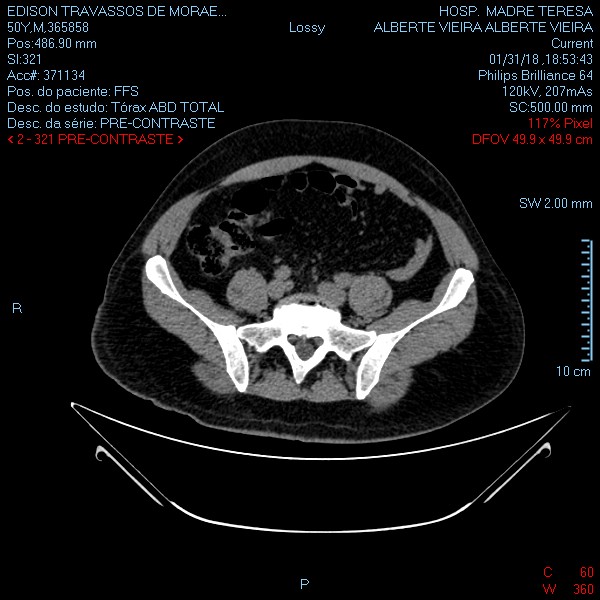 EDISON TRAVASSOS DE MORAE...
50Y,M,365858
Pos:486.90 mm
SI:321
Acc#: 371134
Pos. do paciente: FFS
Desc. do estudo: Tórax ABD TOTAL
Desc. da série: PRE-CONTRASTE
< 2 - 321 PRE-CONTRASTE >
Lossy
HOSP. MADRE TERESA
ALBERTE VIEIRA ALBERTE VIEIRA
Current
01/31/18 ,18:53:43
Philips Brilliance 64
120kV, 207mAs
SC:500.00 mm
117% Pixel
DFOV 49.9 x 49.9 cm
SW 2.00 mm
R
10 cm
P
C 60
W 360